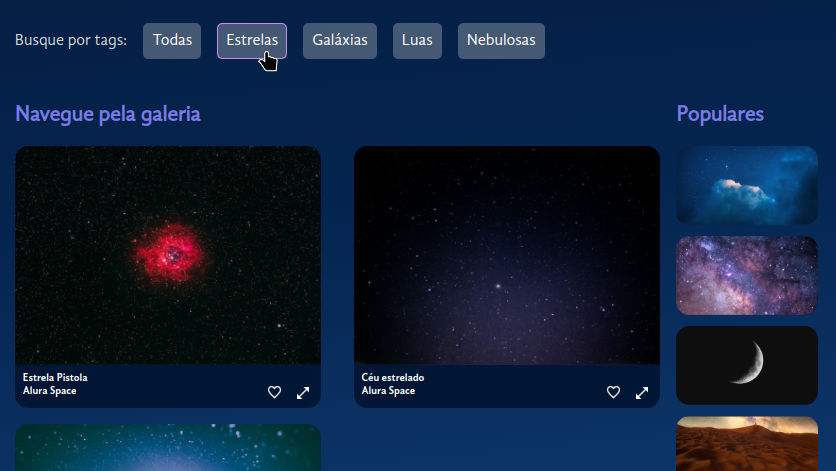 Busque por tags: Todas Estrelas Galáxias Luas Nebulosas
Navegue pela galeria
Populares
Estrela Pistola
Alura Space
Céu estrelado
Alura Space